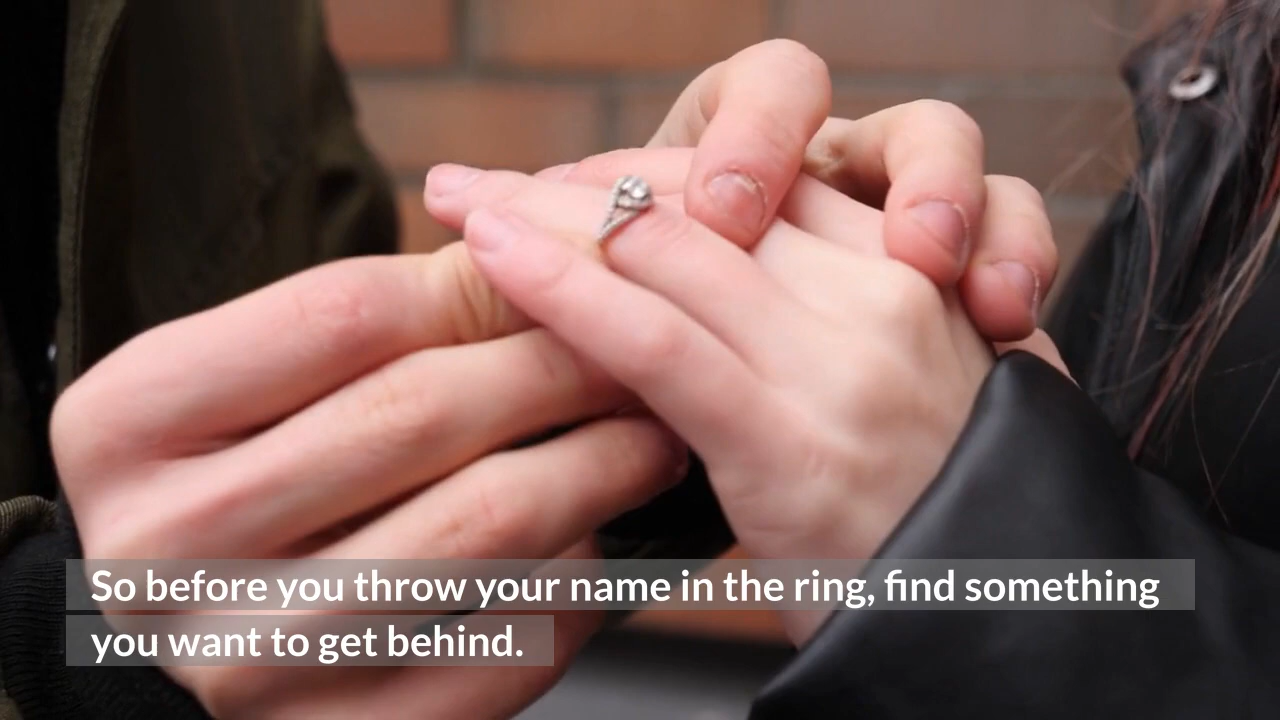 So before you throw your name in the ring, find something
you want to get behind.